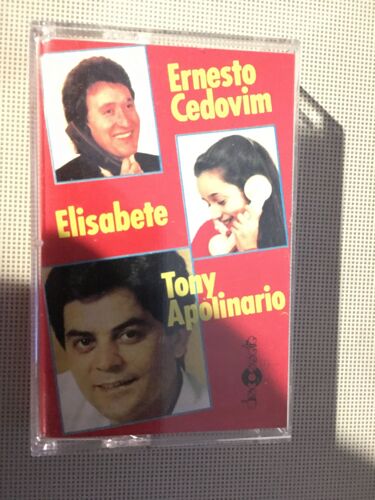 Ernesto
Cedovim
Elisabete
Tony
Apolinario